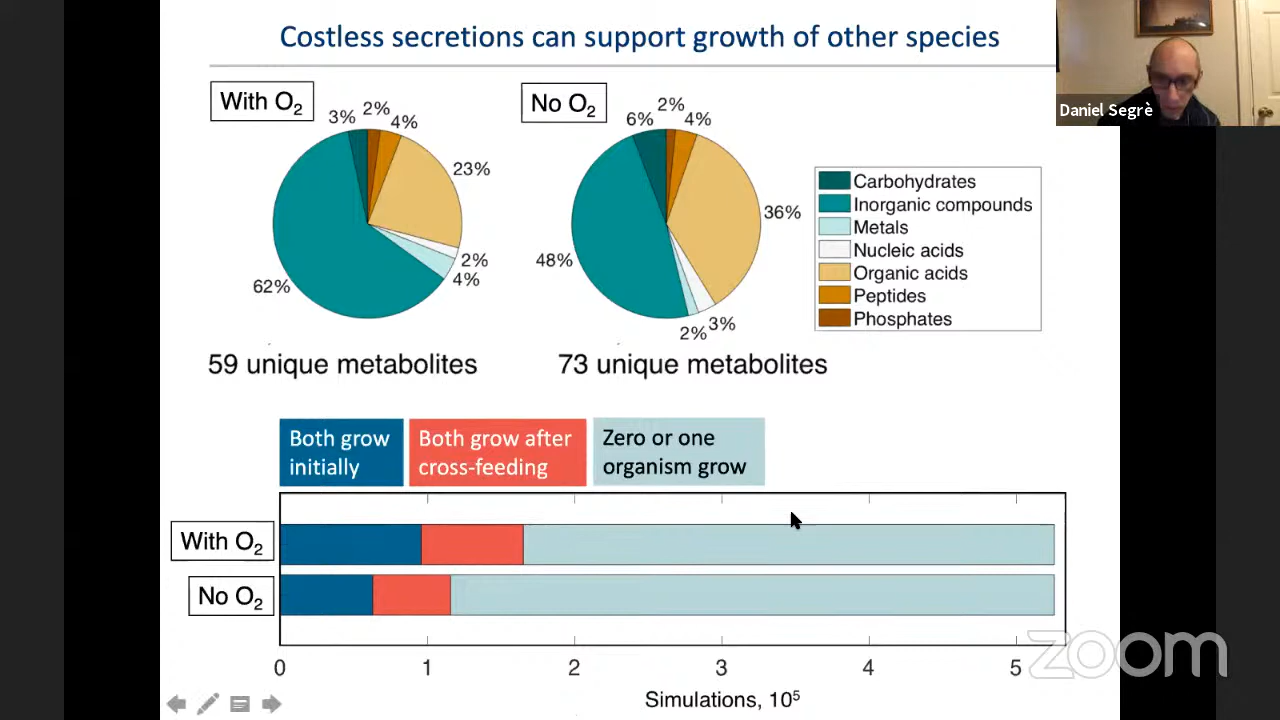 Costless secretions can support growth of other species
Daniel Segrè
With O₂
3%
2%
4%
23%
2%
4%
62%
59 unique metabolites
No O₂
6%
2%
4%
36%
3%
2%
48%
73 unique metabolites
Carbohydrates
Inorganic compounds
Metals
Nucleic acids
Organic acids
Peptides
Phosphates
Both grow
initially
Both grow after
cross-feeding
Zero or one
organism grow
With O₂
No O₂
0 1 2 3 4 5
Simulations, 10⁵
zoom